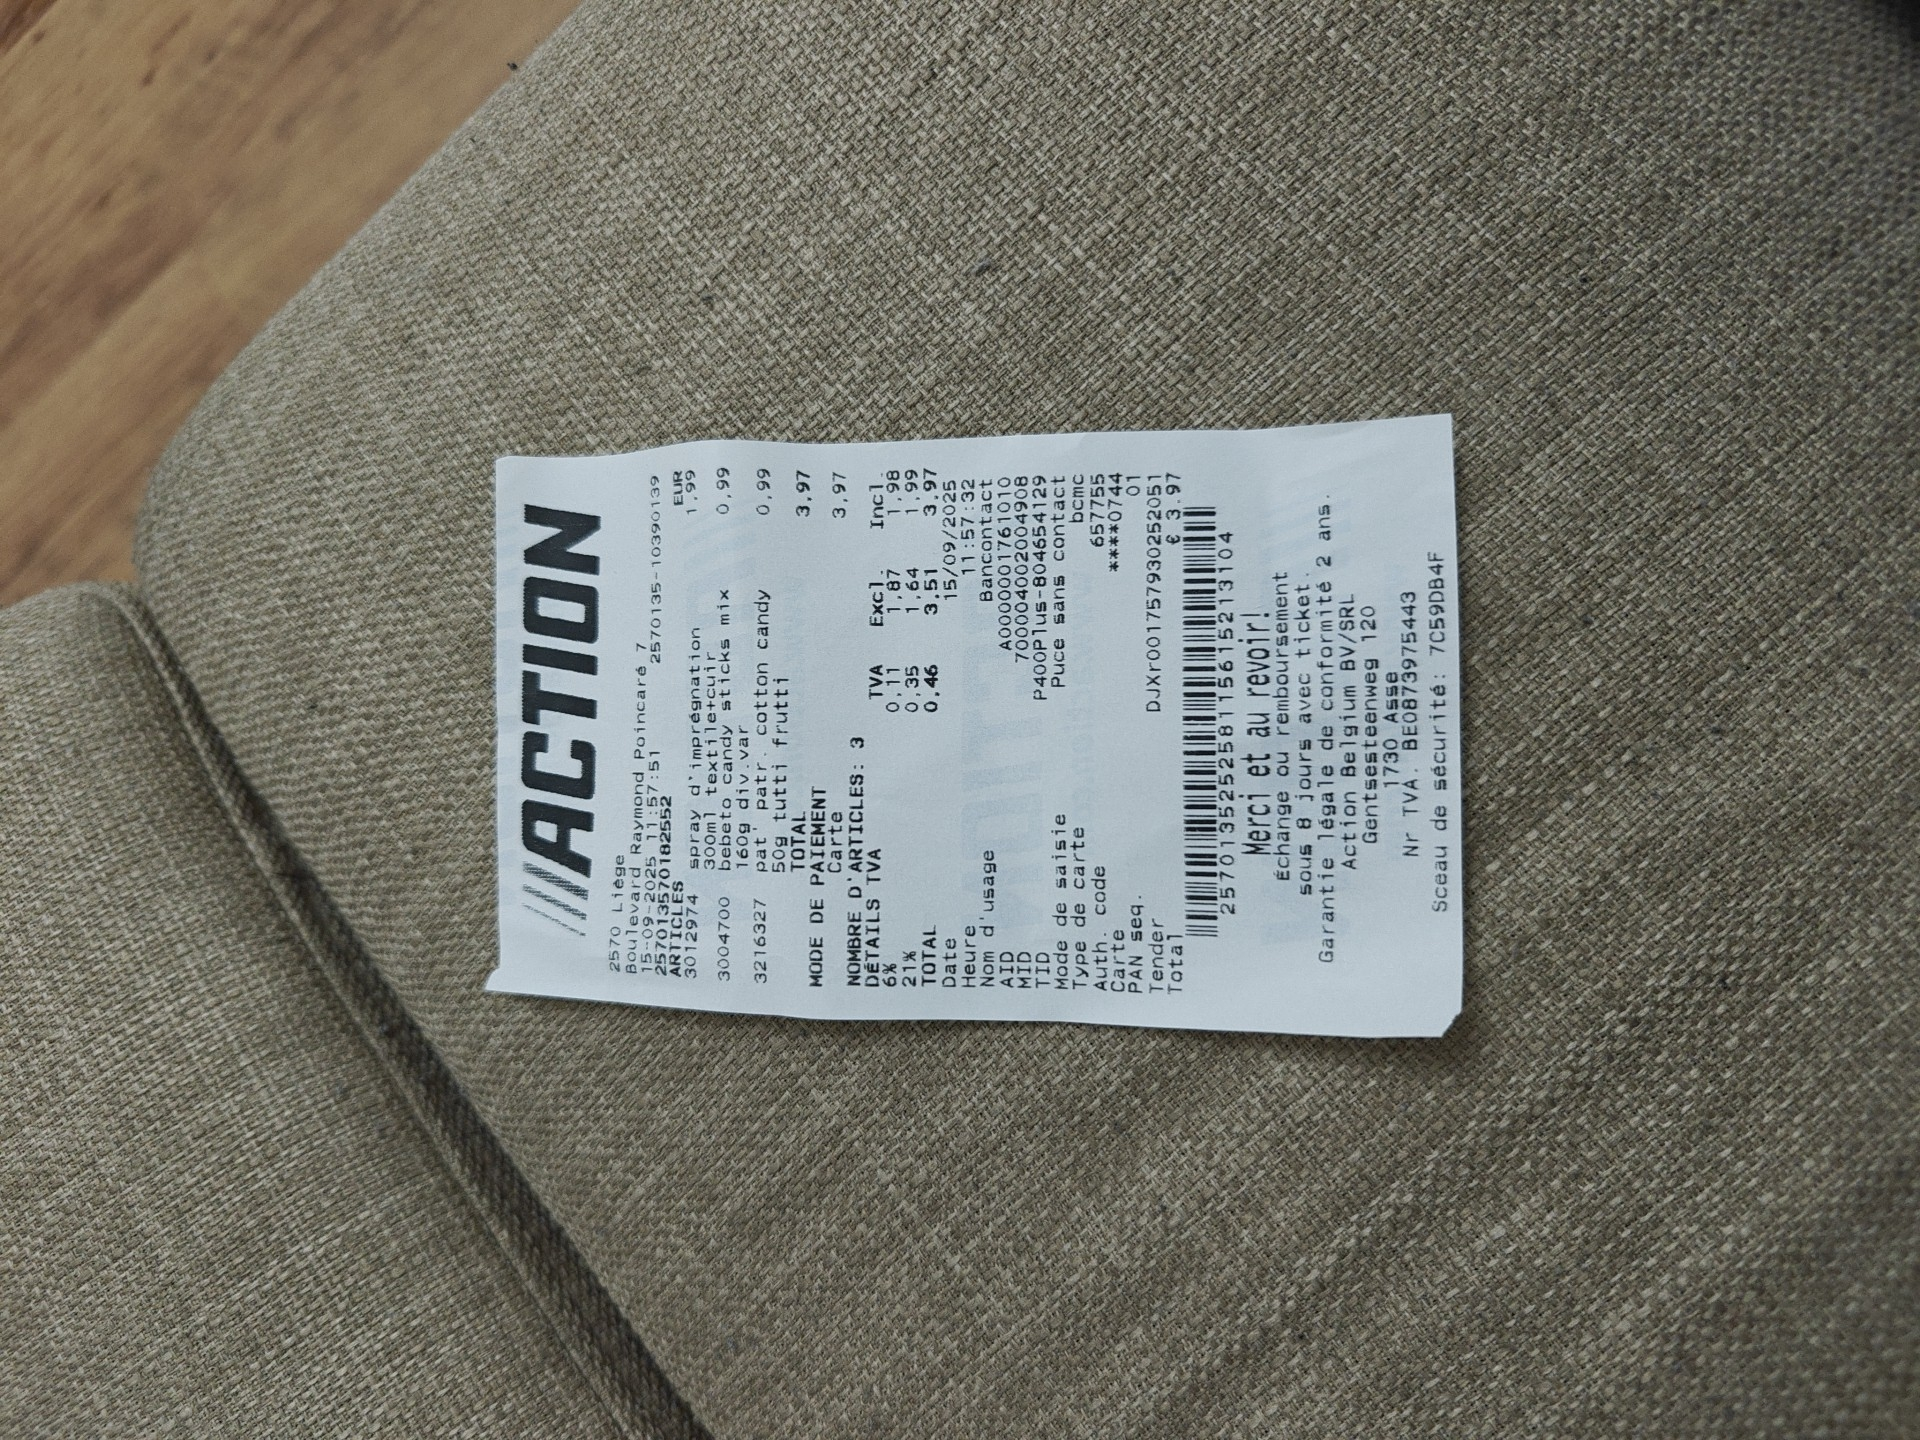 ACTION
2570 Liège
Boulevard Raymond Poincaré 7
15-09-2025 11:57:51 2570135-10390139
257013570182552
ARTICLES EUR
3012974 spray d'imprégnation 1,99
300ml textile+cuir
3004700 bebeto candy sticks mix 0,99
160g div.var
3216327 pat' patr. cotton candy 0,99
50g tutti frutti
TOTAL 3,97
MODE DE PAIEMENT
Carte 3,97
NOMBRE D'ARTICLES: 3
DÉTAILS TVA TVA Excl. Incl.
6% 0,11 1,87 1,98
21% 0,35 1,64 1,99
TOTAL 0,46 3,51 3,97
Date 15/09/2025
Heure 11:57:32
Nom d'usage Bancontact
AID A0000001761010
MID 70004002004908
TID P400Plus-804654129
Mode de saisie Puce sans contact
Type de carte bcmc
Auth. code 657755
Carte ****0744
PAN seq. 01
Tender DJXr001757930252051
Total € 3.97
257013525258115615213104
Merci et au revoir!
Échange ou remboursement
sous 8 jours avec ticket.
Garantie légale de conformité 2 ans.
Action Belgium BV/SRL
Gentsesteenweg 120
1730 Asse
Nr TVA. BE0873975443
Sceau de sécurité: 7C59DB4F